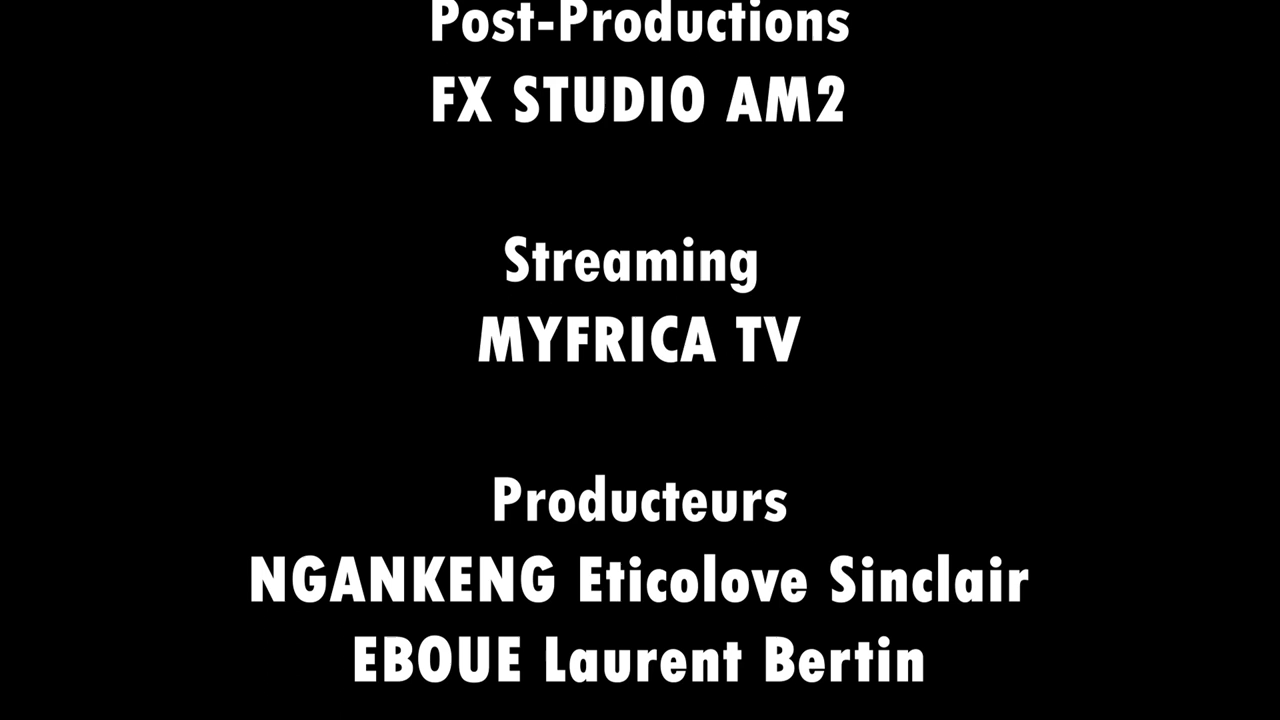 Post-Productions
FX STUDIO AM2
Streaming
MYFRICA TV
Producteurs
NGANKENG Eticolove Sinclair
EBOUE Laurent Bertin